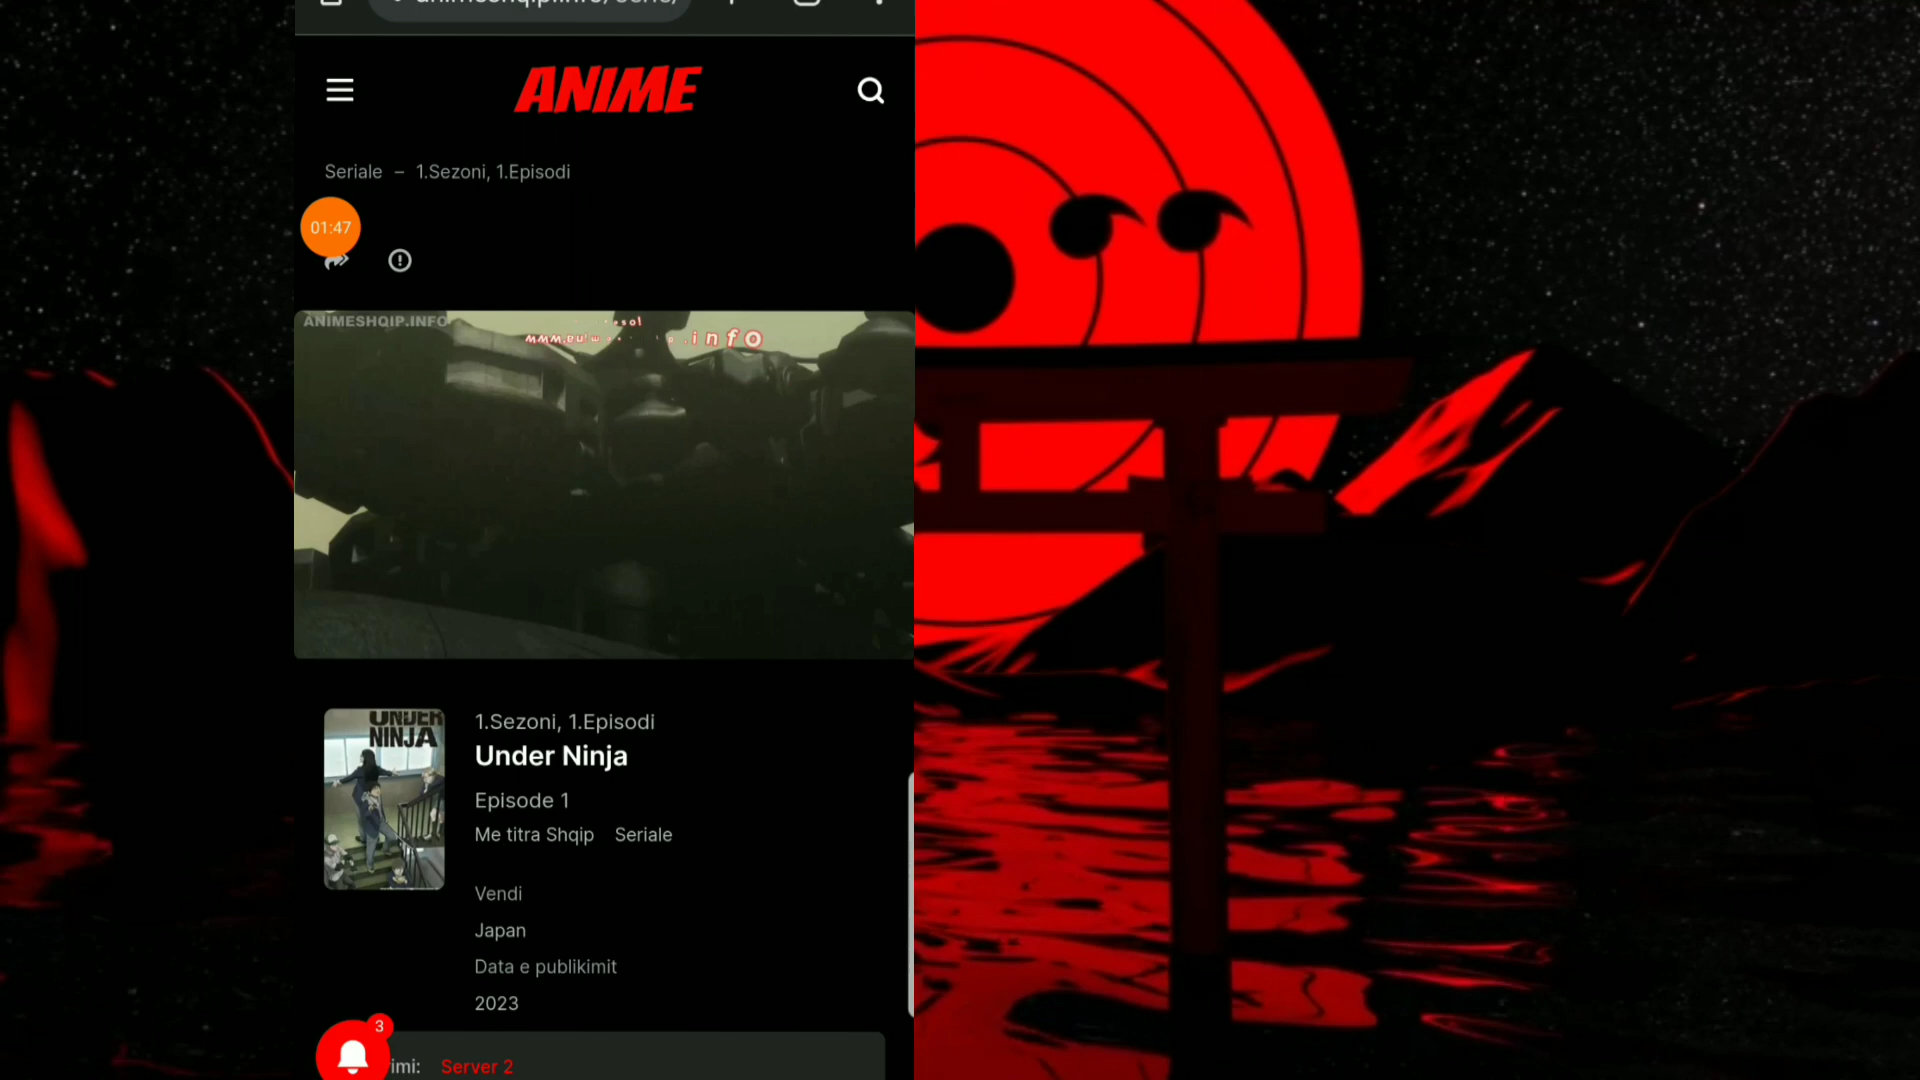 ANIME
Seriale – 1.Sezoni, 1.Episodi
01:47
ANIMESHQIP.INFO
.info
UNDER
NINJA
1.Sezoni, 1.Episodi
Under Ninja
Episode 1
Me titra Shqip Seriale
Vendi
Japan
Data e publikimit
2023
3
imi: Server 2